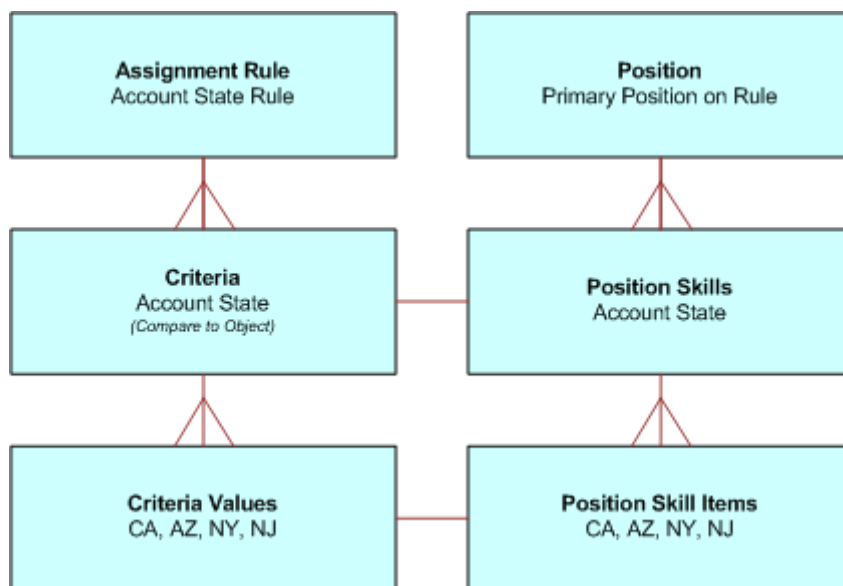 Assignment Rule
Account State Rule
Position
Primary Position on Rule
Criteria
Account State
(Compare to Object)
Position Skills
Account State
Criteria Values
CA, AZ, NY, NJ
Position Skill Items
CA, AZ, NY, NJ